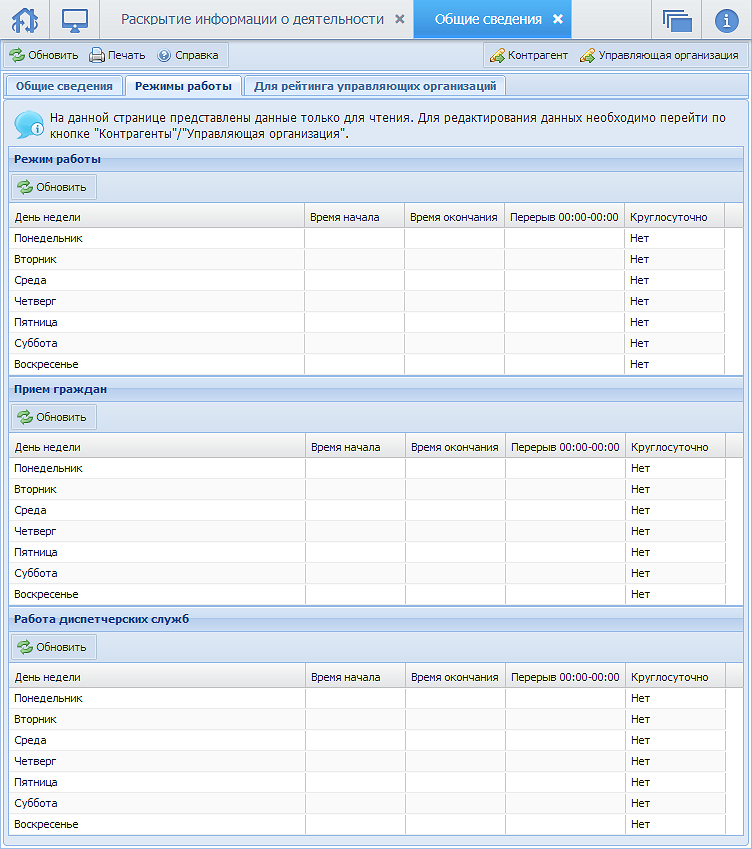 Раскрытие информации о деятельности Общие сведения
Обновить Печать Справка Контрагент Управляющая организация
Общие сведения Режимы работы Для рейтинга управляющих организаций
На данной странице представлены данные только для чтения. Для редактирования данных необходимо перейти по
кнопке "Контрагенты"/"Управляющая организация".
Режим работы
Обновить
День недели Время начала Время окончания Перерыв 00:00-00:00 Круглосуточно
Понедельник Нет
Вторник Нет
Среда Нет
Четверг Нет
Пятница Нет
Суббота Нет
Воскресенье Нет
Прием граждан
Обновить
День недели Время начала Время окончания Перерыв 00:00-00:00 Круглосуточно
Понедельник Нет
Вторник Нет
Среда Нет
Четверг Нет
Пятница Нет
Суббота Нет
Воскресенье Нет
Работа диспетчерских служб
Обновить
День недели Время начала Время окончания Перерыв 00:00-00:00 Круглосуточно
Понедельник Нет
Вторник Нет
Среда Нет
Четверг Нет
Пятница Нет
Суббота Нет
Воскресенье Нет